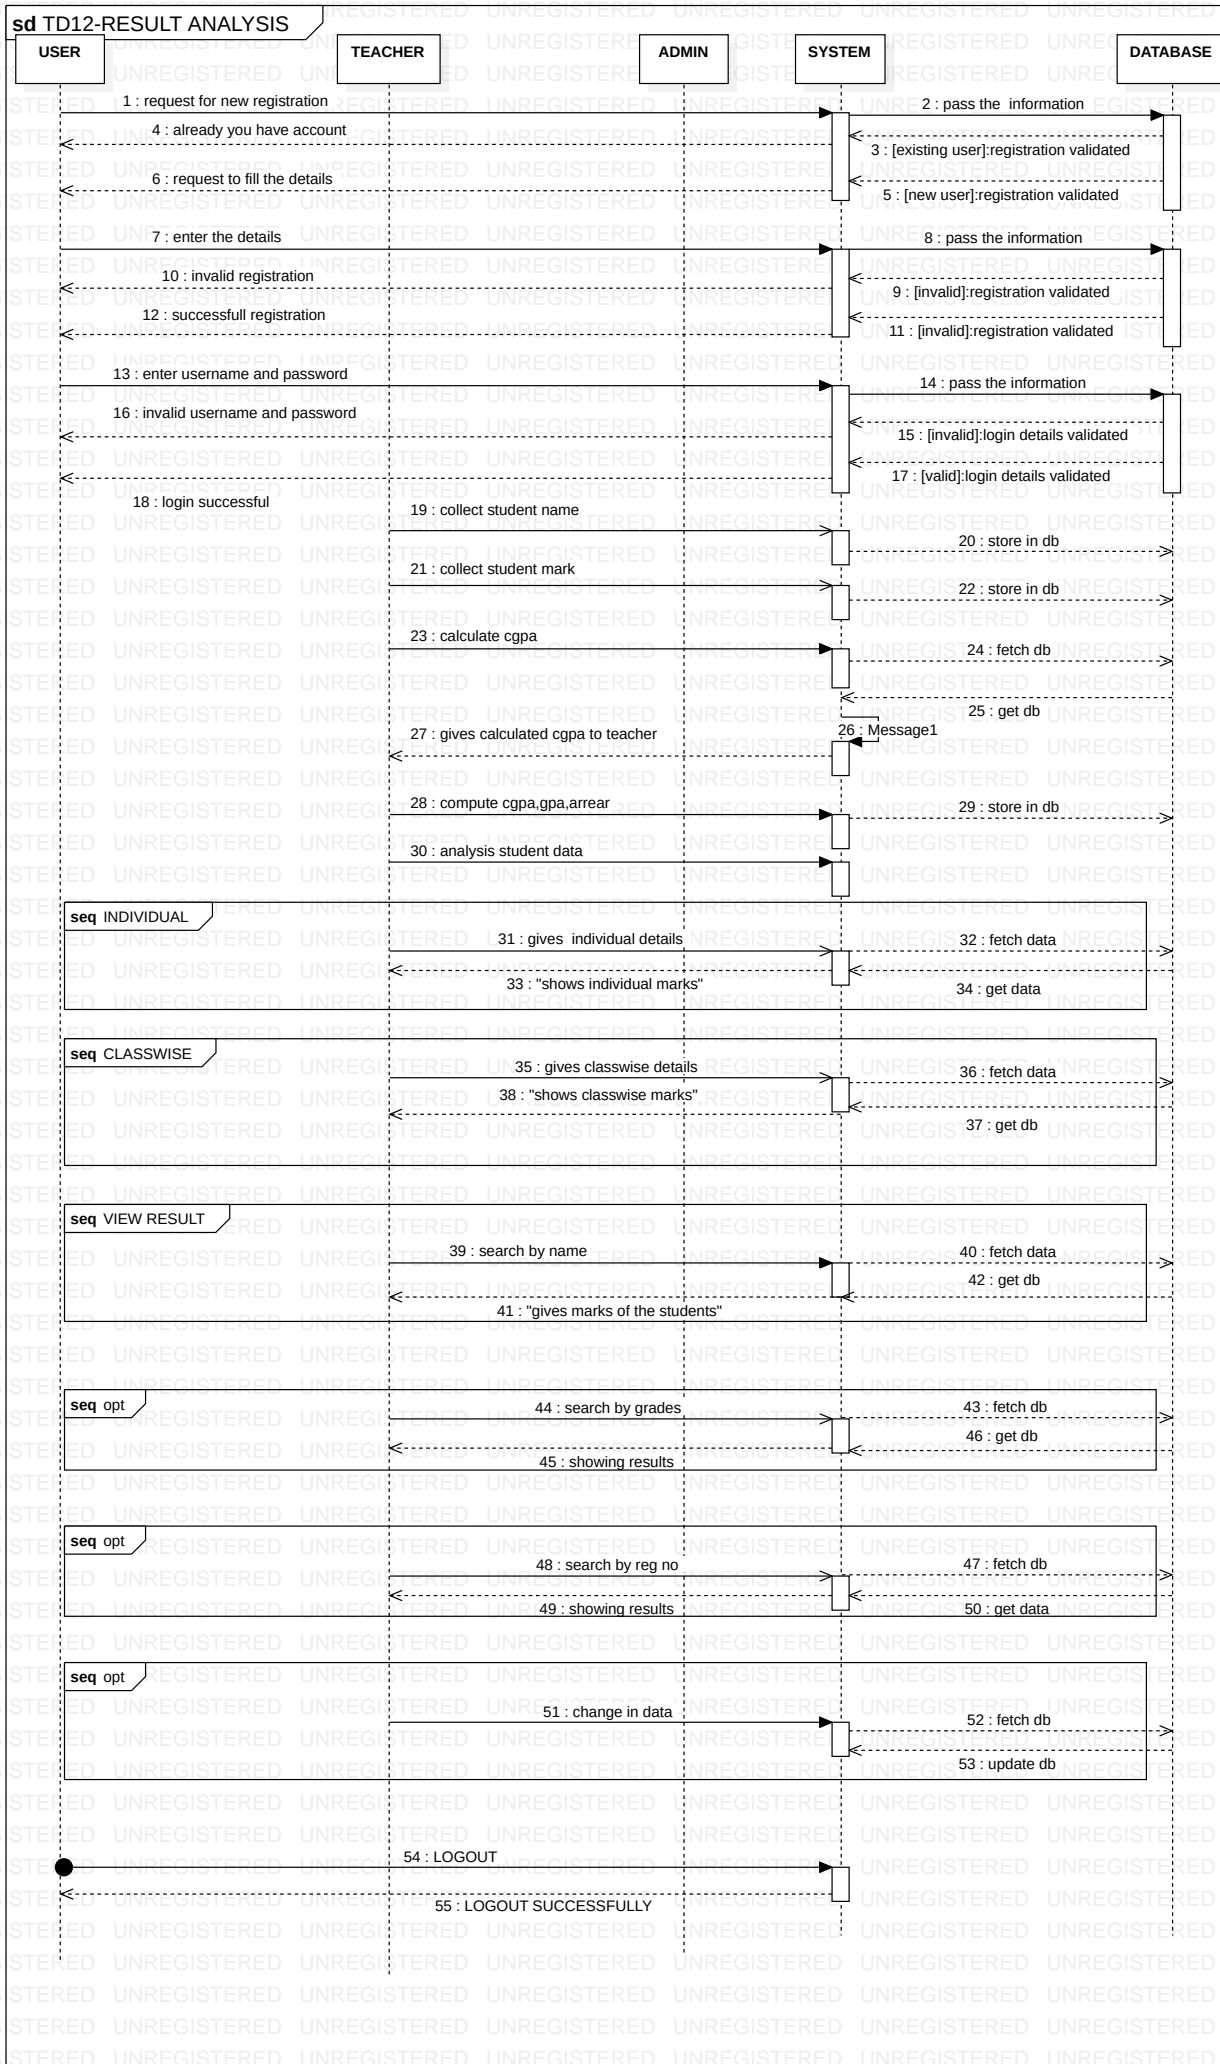 sd TD12-RESULT ANALYSIS
USER
TEACHER
ADMIN
SYSTEM
DATABASE
1 : request for new registration
2 : pass the  information
4 : already you have account
3 : [existing user]:registration validated
6 : request to fill the details
5 : [new user]:registration validated
7 : enter the details
8 : pass the information
10 : invalid registration
9 : [invalid]:registration validated
12 : successfull registration
11 : [invalid]:registration validated
13 : enter username and password
14 : pass the information
16 : invalid username and password
15 : [invalid]:login details validated
17 : [valid]:login details validated
18 : login successful
19 : collect student name
20 : store in db
21 : collect student mark
22 : store in db
23 : calculate cgpa
24 : fetch db
25 : get db
26 : Message1
27 : gives calculated cgpa to teacher
28 : compute cgpa,gpa,arrear
29 : store in db
30 : analysis student data
seq INDIVIDUAL
31 : gives  individual details
32 : fetch data
33 : "shows individual marks"
34 : get data
seq CLASSWISE
35 : gives classwise details
36 : fetch data
38 : "shows classwise marks"
37 : get db
seq VIEW RESULT
39 : search by name
40 : fetch data
42 : get db
41 : "gives marks of the students"
seq opt
44 : search by grades
43 : fetch db
46 : get db
45 : showing results
seq opt
48 : search by reg no
47 : fetch db
49 : showing results
50 : get data
seq opt
51 : change in data
52 : fetch db
53 : update db
54 : LOGOUT
55 : LOGOUT SUCCESSFULLY
UNREGISTERED